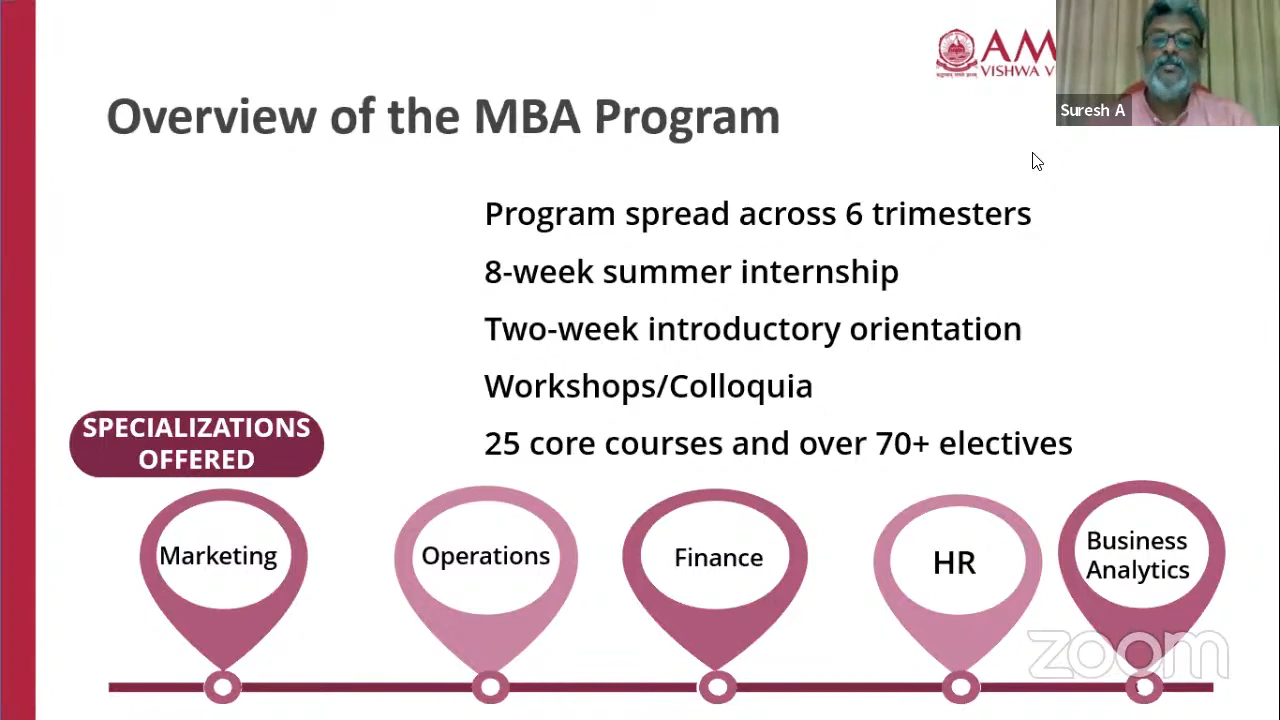 AM
VISHWA V
Suresh A
Overview of the MBA Program
Program spread across 6 trimesters
8-week summer internship
Two-week introductory orientation
Workshops/Colloquia
25 core courses and over 70+ electives
SPECIALIZATIONS
OFFERED
Marketing
Operations
Finance
HR
Business
Analytics
zoom